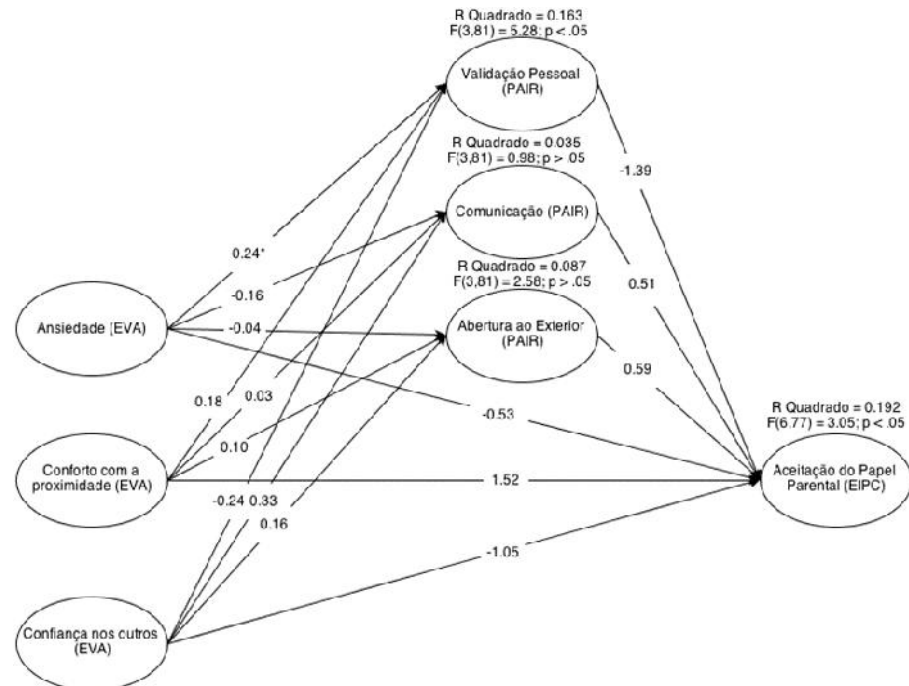 R Quadrado = 0.163
F(3,81) = 5.28; p < .05
Validação Pessoal
(PAIR)
R Quadrado = 0.035
F(3,81) = 0.98; p > .05
-1.39
Comunicação (PAIR)
0.24*
R Quadrado = 0.087
F(3,81) = 2.58; p > .05
0.51
-0.16
Ansiedade (EVA)
-0.04
Abertura ao Exterior
(PAIR)
0.59
0.18
0.03
-0.53
R Quadrado = 0.192
F(6,77) = 3.05; p < .05
0.10
Conforto com a
proximidade (EVA)
1.52
Aceitação do Papel
Parental (EIPC)
-0.24
0.33
0.16
-1.05
Confiança nos outros
(EVA)